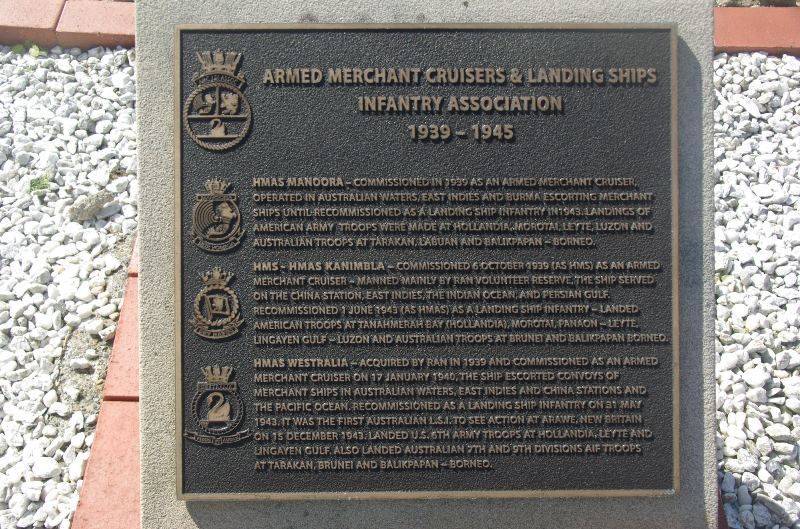 ARMED MERCHANT CRUISERS & LANDING SHIPS
INFANTRY ASSOCIATION
1939 – 1945
HMAS MANOORA – COMMISSIONED IN 1939 AS AN ARMED MERCHANT CRUISER,
OPERATED IN AUSTRALIAN WATERS, EAST INDIES AND BURMA ESCORTING MERCHANT
SHIPS UNTIL RECOMMISSIONED AS A LANDING SHIP INFANTRY IN 1943. LANDINGS OF
AMERICAN ARMY TROOPS WERE MADE AT HOLLANDIA, MOROTAI, LEYTE, LUZON AND
AUSTRALIAN TROOPS AT TARAKAN, LABUAN AND BALIKPAPAN – BORNEO.
HMS – HMAS KANIMBLA – COMMISSIONED 6 OCTOBER 1939 (AS HMS) AS AN ARMED
MERCHANT CRUISER – MANNED MAINLY BY RAN VOLUNTEER RESERVE, THE SHIP SERVED
ON THE CHINA STATION, EAST INDIES, THE INDIAN OCEAN, AND PERSIAN GULF.
RECOMMISSIONED 1 JUNE 1943 (AS HMAS) AS A LANDING SHIP INFANTRY – LANDED
AMERICAN TROOPS AT TANAHMERAH BAY (HOLLANDIA), MOROTAI, PANAON – LEYTE,
LINGAYEN GULF – LUZON AND AUSTRALIAN TROOPS AT BRUNEI AND BALIKPAPAN BORNEO.
HMAS WESTRALIA – ACQUIRED BY RAN IN 1939 AND COMMISSIONED AS AN ARMED
MERCHANT CRUISER ON 17 JANUARY 1940, THE SHIP ESCORTED CONVOYS OF
MERCHANT SHIPS IN AUSTRALIAN WATERS, EAST INDIES AND CHINA STATIONS AND
THE PACIFIC OCEAN. RECOMMISSIONED AS A LANDING SHIP INFANTRY ON 31 MAY
1943. IT WAS THE FIRST AUSTRALIAN L.S.I. TO SEE ACTION AT ARAWE, NEW BRITAIN
ON 15 DECEMBER 1943. LANDED U.S. 6TH ARMY TROOPS AT HOLLANDIA, LEYTE AND
LINGAYEN GULF. ALSO LANDED AUSTRALIAN 7TH AND 9TH DIVISIONS AIF TROOPS
AT TARAKAN, BRUNEI AND BALIKPAPAN – BORNEO.